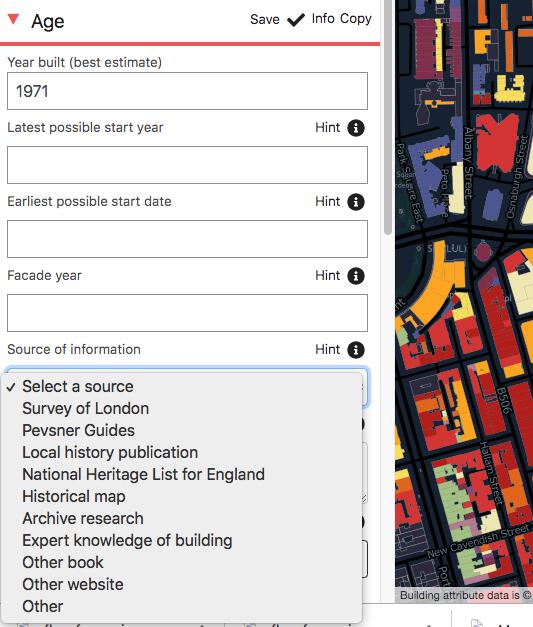 Age
Save Info Copy
Year built (best estimate)
1971
Latest possible start year
Hint
Earliest possible start date
Hint
Facade year
Hint
Source of information
Hint
Select a source
Survey of London
Pevsner Guides
Local history publication
National Heritage List for England
Historical map
Archive research
Expert knowledge of building
Other book
Other website
Other
Albany Street
Park Square East
Peto Place
Osnaburgh Street
B506
Hallam Street
New Cavendish Street
Building attribute data is ©